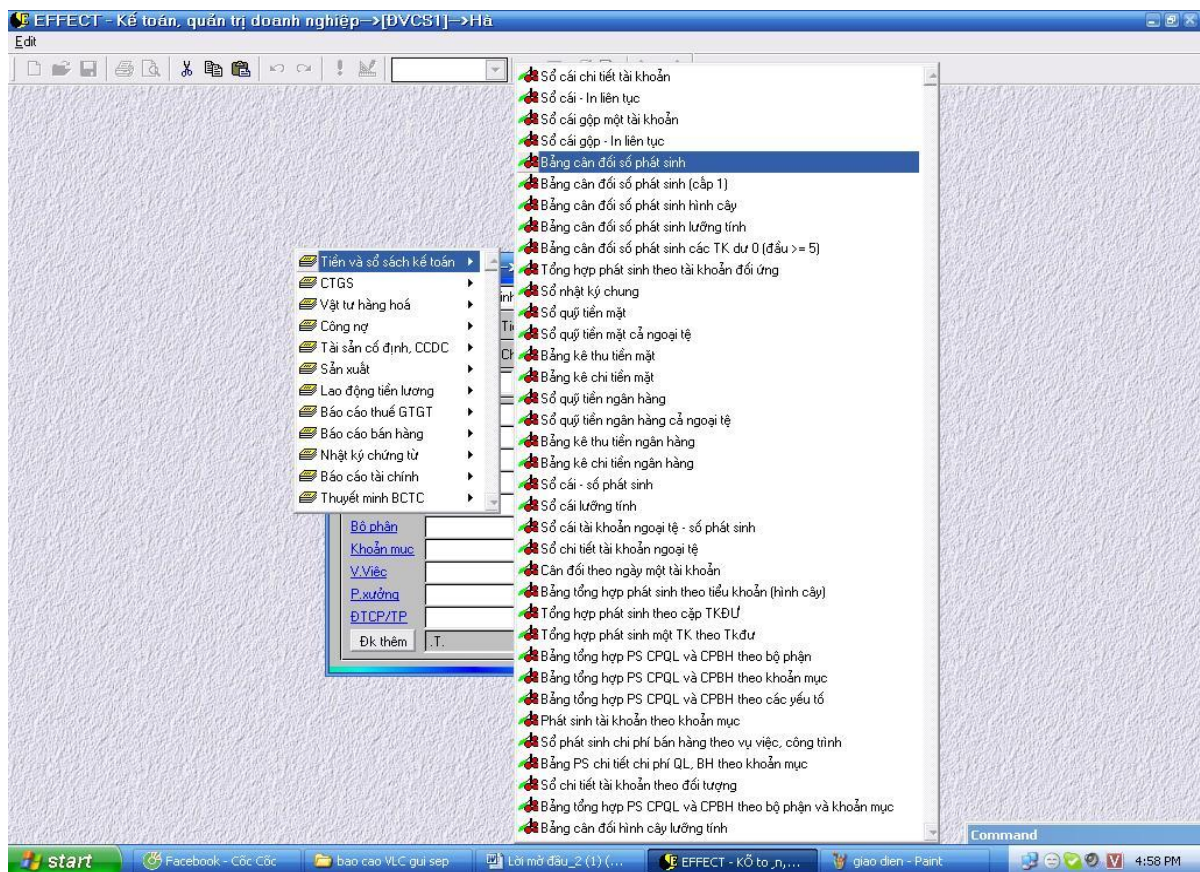 EFFECT - Kế toán, quản trị doanh nghiệp-->[ĐVCS1]-->Hà
Edit
Sổ cái chi tiết tài khoản
Sổ cái - In liên tục
Sổ cái gộp một tài khoản
Sổ cái gộp - In liên tục
Bảng cân đối số phát sinh
Bảng cân đối số phát sinh (cấp 1)
Bảng cân đối số phát sinh hình cây
Bảng cân đối số phát sinh lưỡng tính
Bảng cân đối số phát sinh các TK dư 0 (đầu >= 5)
Tổng hợp phát sinh theo tài khoản đối ứng
Sổ nhật ký chung
Sổ quỹ tiền mặt
Sổ quỹ tiền mặt cả ngoại tệ
Bảng kê thu tiền mặt
Bảng kê chi tiền mặt
Sổ quỹ tiền ngân hàng
Sổ quỹ tiền ngân hàng cả ngoại tệ
Bảng kê thu tiền ngân hàng
Bảng kê chi tiền ngân hàng
Sổ cái - số phát sinh
Sổ cái lưỡng tính
Sổ cái tài khoản ngoại tệ - số phát sinh
Sổ chi tiết tài khoản ngoại tệ
Cân đối theo ngày một tài khoản
Bảng tổng hợp phát sinh theo tiểu khoản (hình cây)
Tổng hợp phát sinh theo cặp TKĐƯ
Tổng hợp phát sinh một TK theo Tkđư
Bảng tổng hợp PS CPQL và CPBH theo bộ phận
Bảng tổng hợp PS CPQL và CPBH theo khoản mục
Bảng tổng hợp PS CPQL và CPBH theo các yếu tố
Phát sinh tài khoản theo khoản mục
Sổ phát sinh chi phí bán hàng theo vụ việc, công trình
Bảng PS chi tiết chi phí QL, BH theo khoản mục
Sổ chi tiết tài khoản theo đối tượng
Bảng tổng hợp PS CPQL và CPBH theo bộ phận và khoản mục
Bảng cân đối hình cây lưỡng tính
Tiền và sổ sách kế toán
CTGS
Vật tư hàng hoá
Công nợ
Tài sản cố định, CCDC
Sản xuất
Lao động tiền lương
Báo cáo thuế GTGT
Báo cáo bán hàng
Nhật ký chứng từ
Báo cáo tài chính
Thuyết minh BCTC
Bộ phận
Khoản mục
V.Việc
P.xưởng
ĐTCP/TP
Đk thêm .T.
Command
start
Facebook - Cốc Cốc
bao cao VLC gui sep
Lời mở đầu_2 (1) (...
EFFECT - KÕ to¸n,...
giao dien - Paint
V
4:58 PM